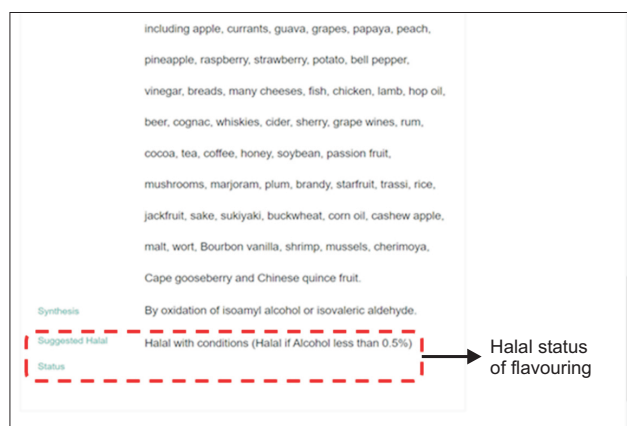 including apple, currants, guava, grapes, papaya, peach,
pineapple, raspberry, strawberry, potato, bell pepper,
vinegar, breads, many cheeses, fish, chicken, lamb, hop oil,
beer, cognac, whiskies, cider, sherry, grape wines, rum,
cocoa, tea, coffee, honey, soybean, passion fruit,
mushrooms, marjoram, plum, brandy, starfruit, trassi, rice,
jackfruit, sake, sukiyaki, buckwheat, corn oil, cashew apple,
malt, wort, Bourbon vanilla, shrimp, mussels, cherimoya,
Cape gooseberry and Chinese quince fruit.
Synthesis By oxidation of isoamyl alcohol or isovaleric aldehyde.
Suggested Halal Halal with conditions (Halal if Alcohol less than 0.5%)
Status
Halal status
of flavouring